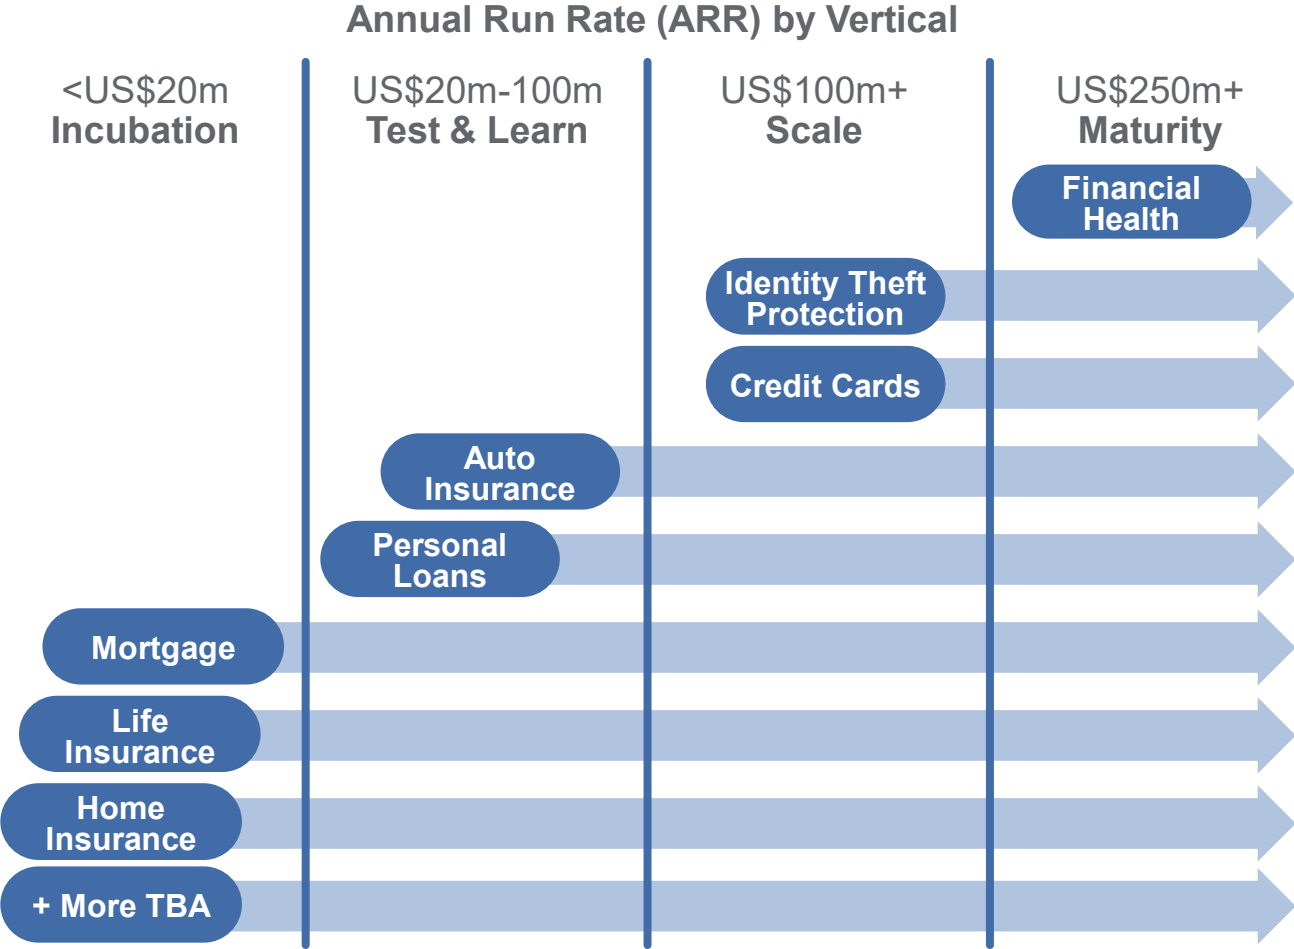 Annual Run Rate (ARR) by Vertical
<US$20m
Incubation
US$20m-100m
Test & Learn
US$100m+
Scale
US$250m+
Maturity
Financial
Health
Identity Theft
Protection
Credit Cards
Auto
Insurance
Personal
Loans
Mortgage
Life
Insurance
Home
Insurance
+ More TBA